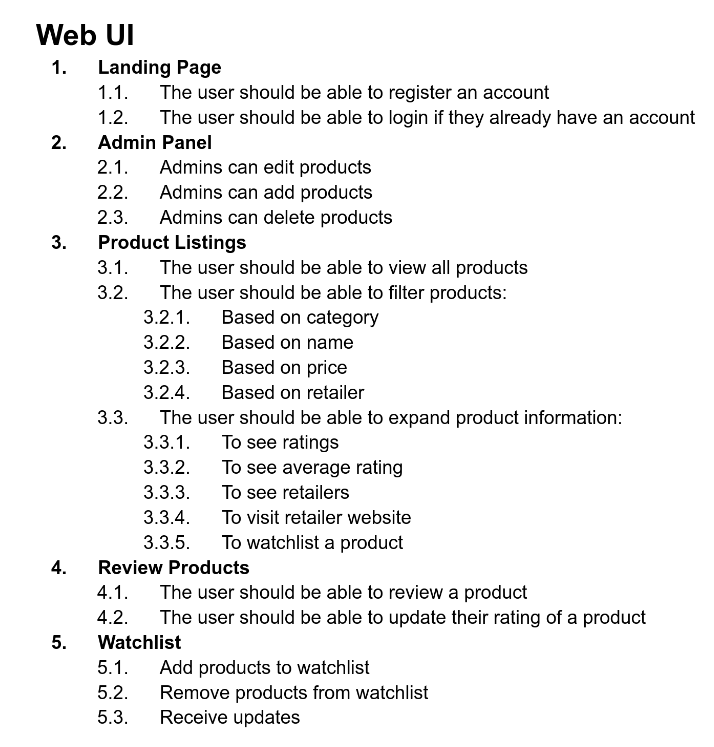 Web UI
1. Landing Page
1.1. The user should be able to register an account
1.2. The user should be able to login if they already have an account
2. Admin Panel
2.1. Admins can edit products
2.2. Admins can add products
2.3. Admins can delete products
3. Product Listings
3.1. The user should be able to view all products
3.2. The user should be able to filter products:
3.2.1. Based on category
3.2.2. Based on name
3.2.3. Based on price
3.2.4. Based on retailer
3.3. The user should be able to expand product information:
3.3.1. To see ratings
3.3.2. To see average rating
3.3.3. To see retailers
3.3.4. To visit retailer website
3.3.5. To watchlist a product
4. Review Products
4.1. The user should be able to review a product
4.2. The user should be able to update their rating of a product
5. Watchlist
5.1. Add products to watchlist
5.2. Remove products from watchlist
5.3. Receive updates